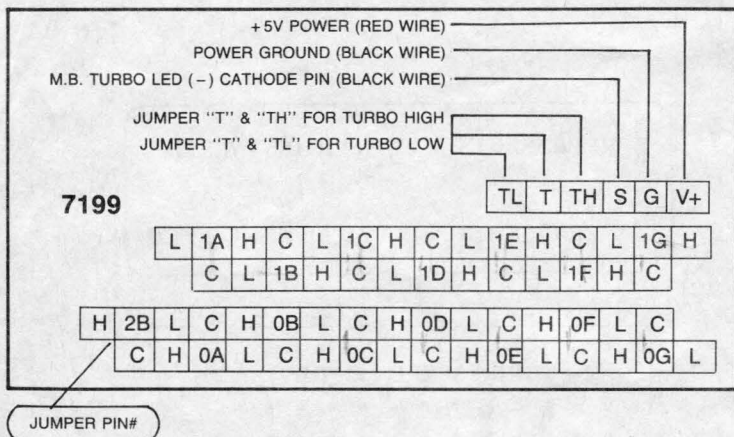 +5V POWER (RED WIRE)
POWER GROUND (BLACK WIRE)
M.B. TURBO LED (−) CATHODE PIN (BLACK WIRE)
JUMPER "T" & "TH" FOR TURBO HIGH
JUMPER "T" & "TL") FOR TURBO LOW
TL T TH S G V+
7199
L 1A H C L 1C H C L 1E H C L 1G H
C L 1B H C L 1D H C L 1F H C
H 2B L C H 0B L C H 0D L C H 0F L C
C H 0A L C H 0C L C H 0E L C H 0G L
JUMPER PIN#